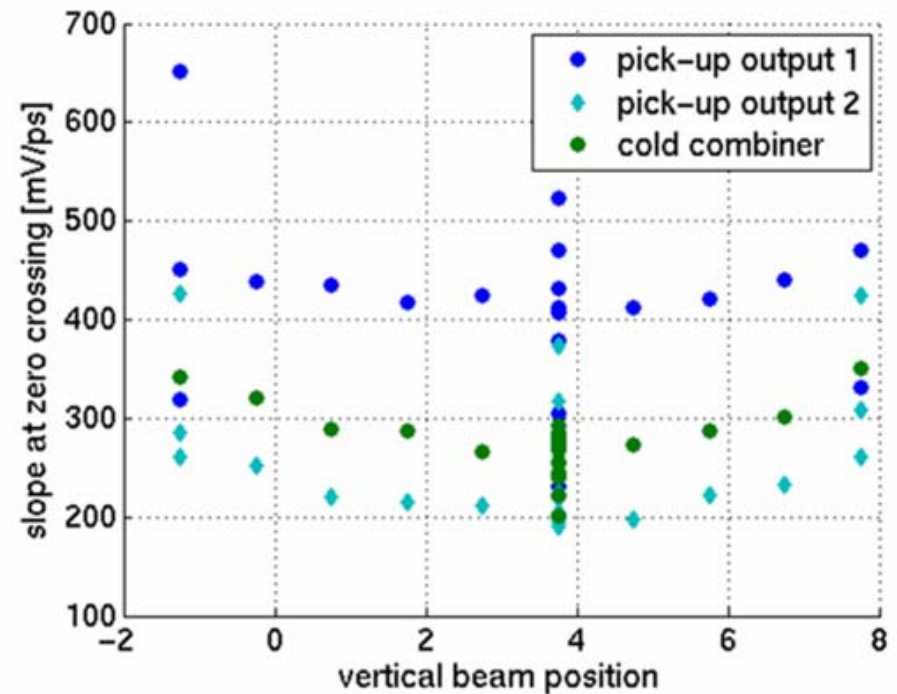 700
600
500
400
300
200
100
slope at zero crossing [mV/ps]
pick-up output 1
pick-up output 2
cold combiner
−2 0 2 4 6 8
vertical beam position